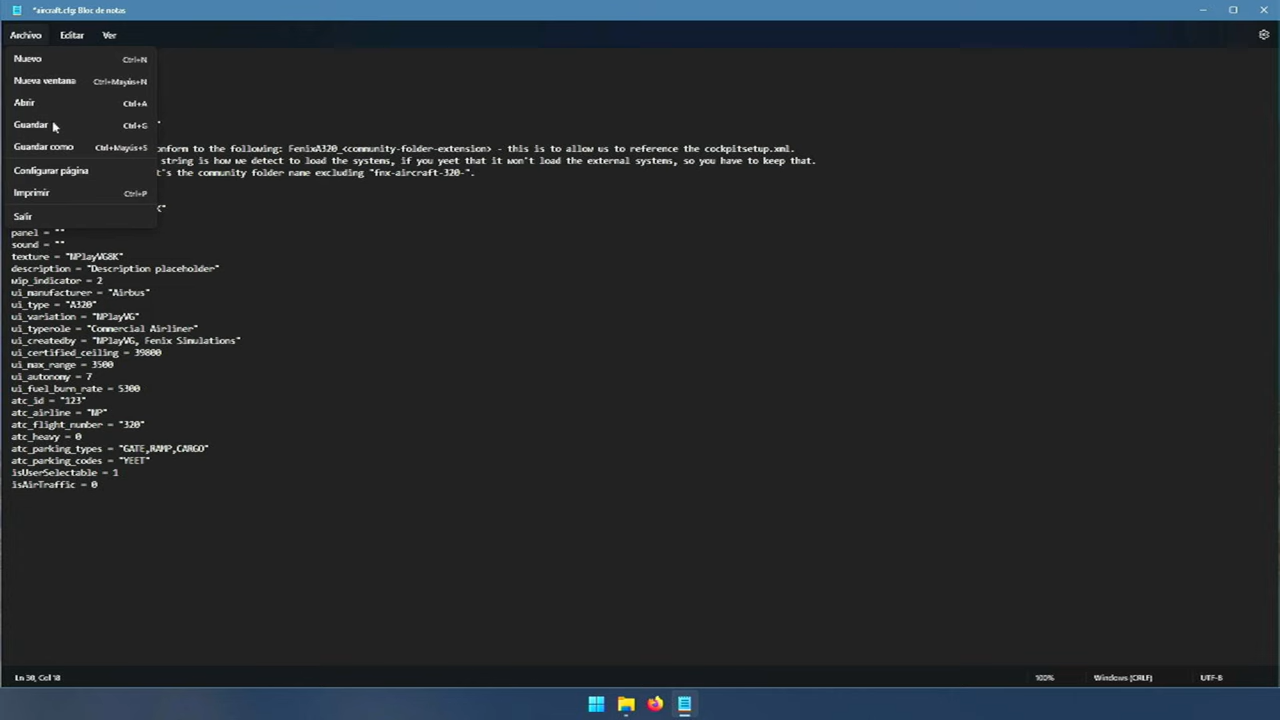 *aircraft.cfg: Bloc de notas
Archivo Editar Ver
Nuevo Ctrl+N
Nueva ventana Ctrl+Mayús+N
Abrir Ctrl+A
Guardar Ctrl+G
Guardar como Ctrl+Mayús+S
Configurar página
Imprimir Ctrl+P
Salir
"
onform to the following: FenixA320_<community-folder-extension> - this is to allow us to reference the cockpitsetup.xml.
string is how we detect to load the systems, if you yeet that it won't load the external systems, so you have to keep that.
t's the community folder name excluding "fnx-aircraft-320-".
K"
panel = ""
sound = ""
texture = "NPlayVG8K"
description = "Description placeholder"
wip_indicator = 2
ui_manufacturer = "Airbus"
ui_type = "A320"
ui_variation = "NPlayVG"
ui_typerole = "Commercial Airliner"
ui_createdby = "NPlayVG, Fenix Simulations"
ui_certified_ceiling = 39800
ui_max_range = 3500
ui_autonomy = 7
ui_fuel_burn_rate = 5300
atc_id = "123"
atc_airline = "NP"
atc_flight_number = "320"
atc_heavy = 0
atc_parking_types = "GATE,RAMP,CARGO"
atc_parking_codes = "YEET"
isUserSelectable = 1
isAirTraffic = 0
Ln 30, Col 18 100% Windows (CRLF) UTF-8